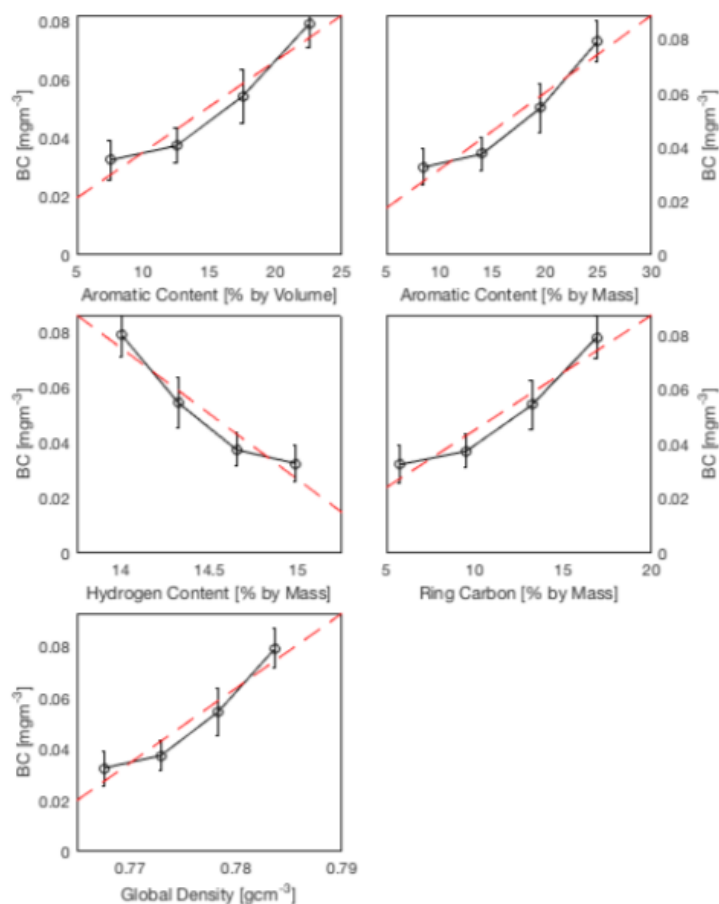 0.08
0.06
0.04
0.02
0
BC [mgm⁻³]
5 10 15 20 25
Aromatic Content [% by Volume]
0.08
0.06
0.04
0.02
0
BC [mgm⁻³]
5 10 15 20 25 30
Aromatic Content [% by Mass]
0.08
0.06
0.04
0.02
0
BC [mgm⁻³]
14 14.5 15
Hydrogen Content [% by Mass]
0.08
0.06
0.04
0.02
0
BC [mgm⁻³]
5 10 15 20
Ring Carbon [% by Mass]
0.08
0.06
0.04
0.02
0
BC [mgm⁻³]
0.77 0.78 0.79
Global Density [gcm⁻³]